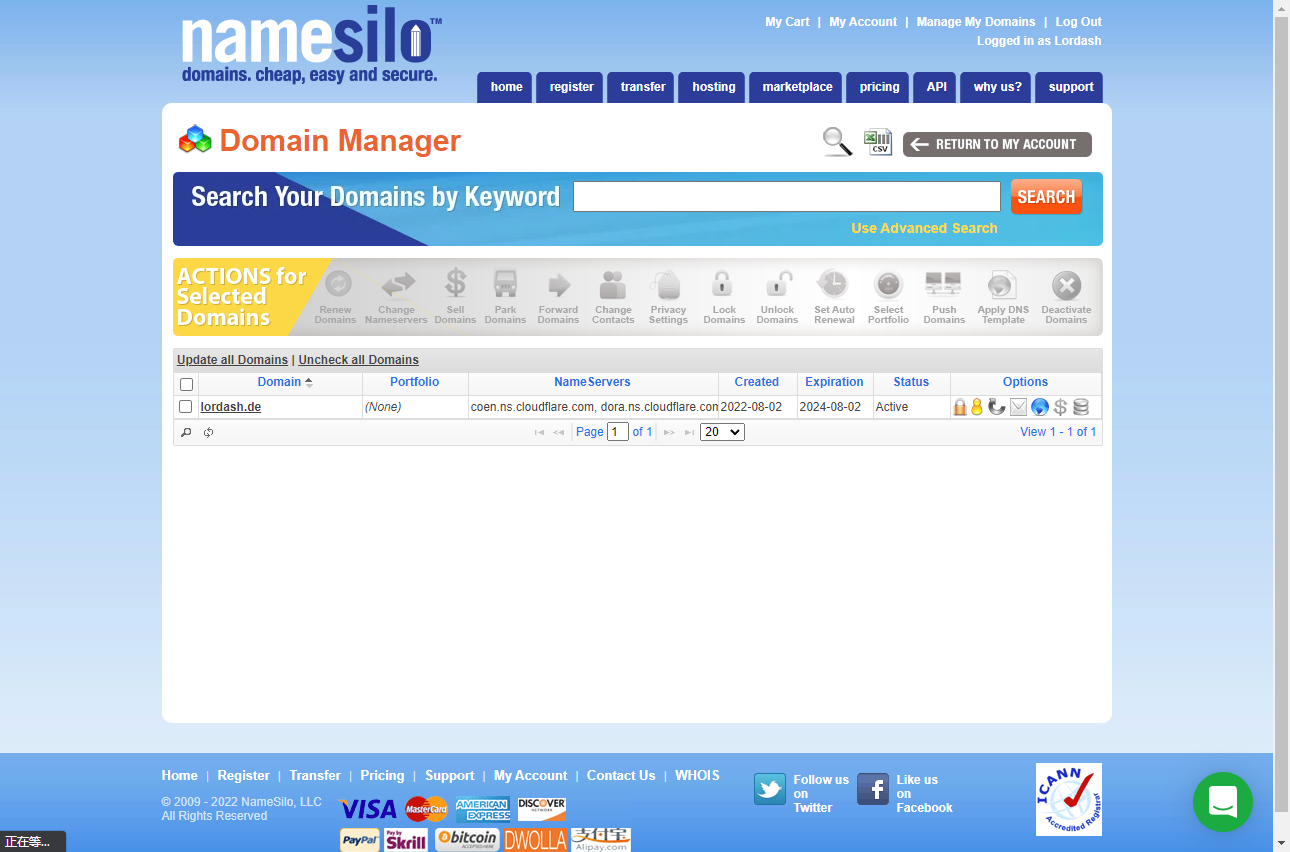 namesilo™
domains. cheap, easy and secure.
My Cart | My Account | Manage My Domains | Log Out
Logged in as Lordash
home register transfer hosting marketplace pricing API why us? support
Domain Manager
CSV
RETURN TO MY ACCOUNT
Search Your Domains by Keyword
SEARCH
Use Advanced Search
ACTIONS for
Selected
Domains
Renew
Domains
Change
Nameservers
Sell
Domains
Park
Domains
Forward
Domains
Change
Contacts
Privacy
Settings
Lock
Domains
Unlock
Domains
Set Auto
Renewal
Select
Portfolio
Push
Domains
Apply DNS
Template
Deactivate
Domains
Update all Domains | Uncheck all Domains
Domain Portfolio NameServers Created Expiration Status Options
lordash.de (None) coen.ns.cloudflare.com, dora.ns.cloudflare.com 2022-08-02 2024-08-02 Active
Page 1 of 1 20 View 1 - 1 of 1
Home | Register | Transfer | Pricing | Support | My Account | Contact Us | WHOIS
© 2009 - 2022 NameSilo, LLC
All Rights Reserved
VISA MasterCard AMERICAN EXPRESS DISCOVER NETWORK
PayPal Pay by Skrill bitcoin ACCEPTED HERE DWOLLA 支付宝 Alipay.com
Follow us
on
Twitter
Like us
on
Facebook
ICANN
Accredited Registrar
正在等...